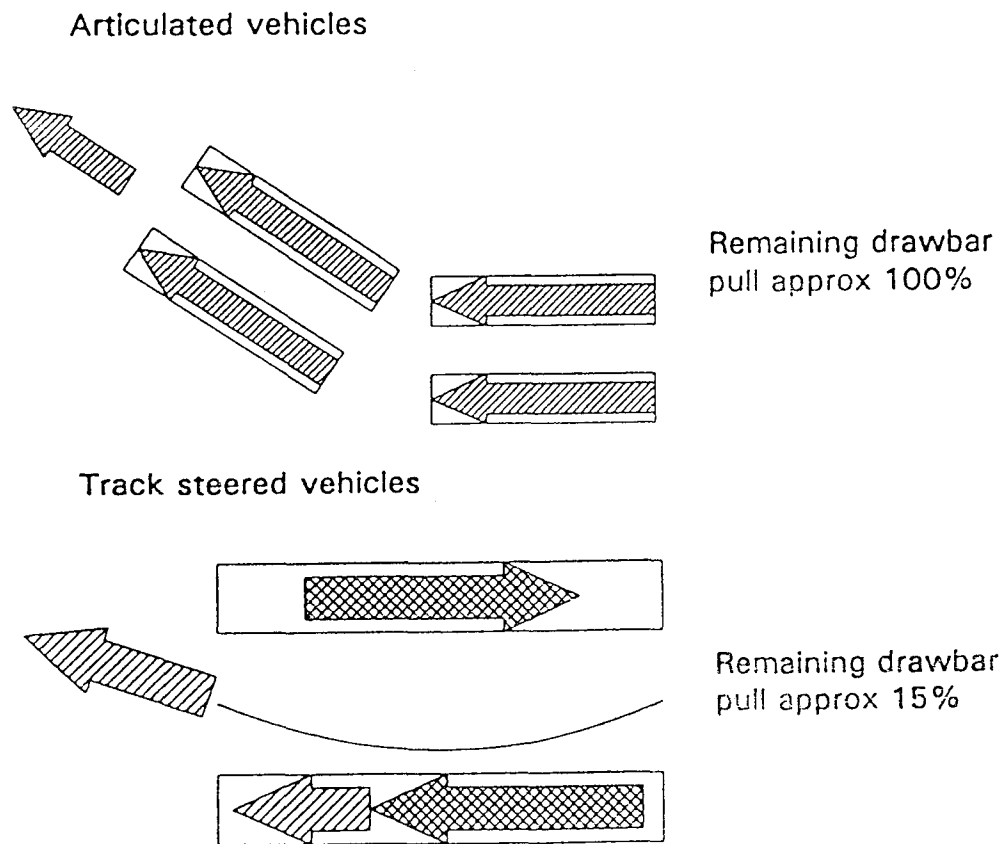 Articulated vehicles
Remaining drawbar
pull approx 100%
Track steered vehicles
Remaining drawbar
pull approx 15%